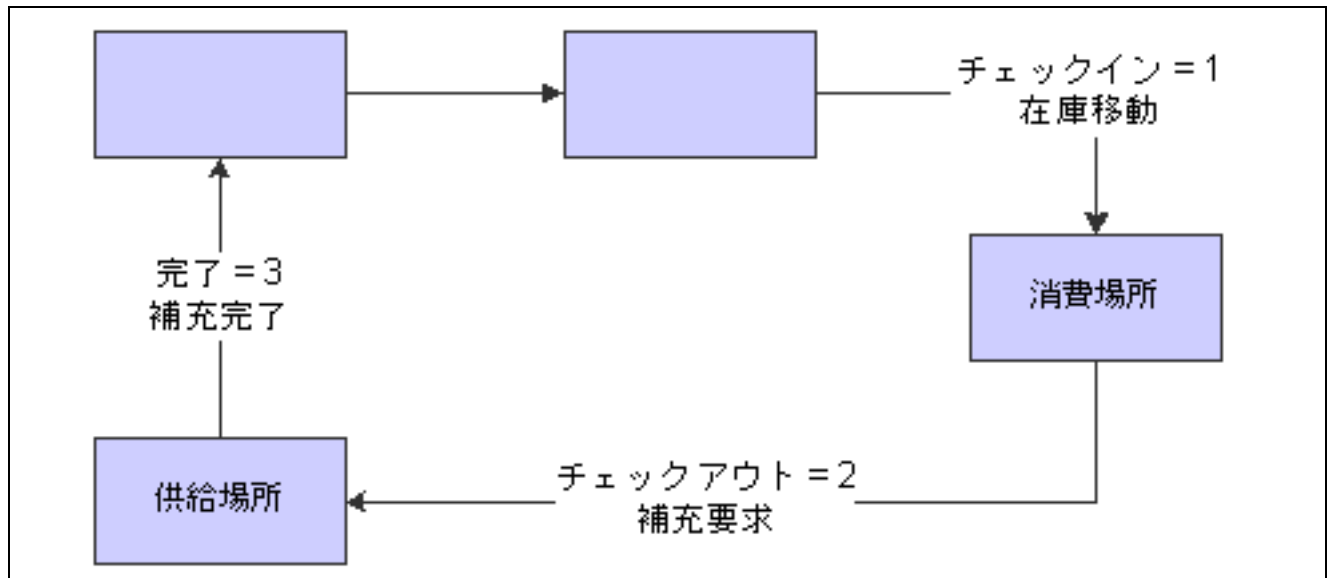 チェックイン＝1
在庫移動
完了＝3
補充完了
消費場所
チェックアウト＝2
補充要求
供給場所